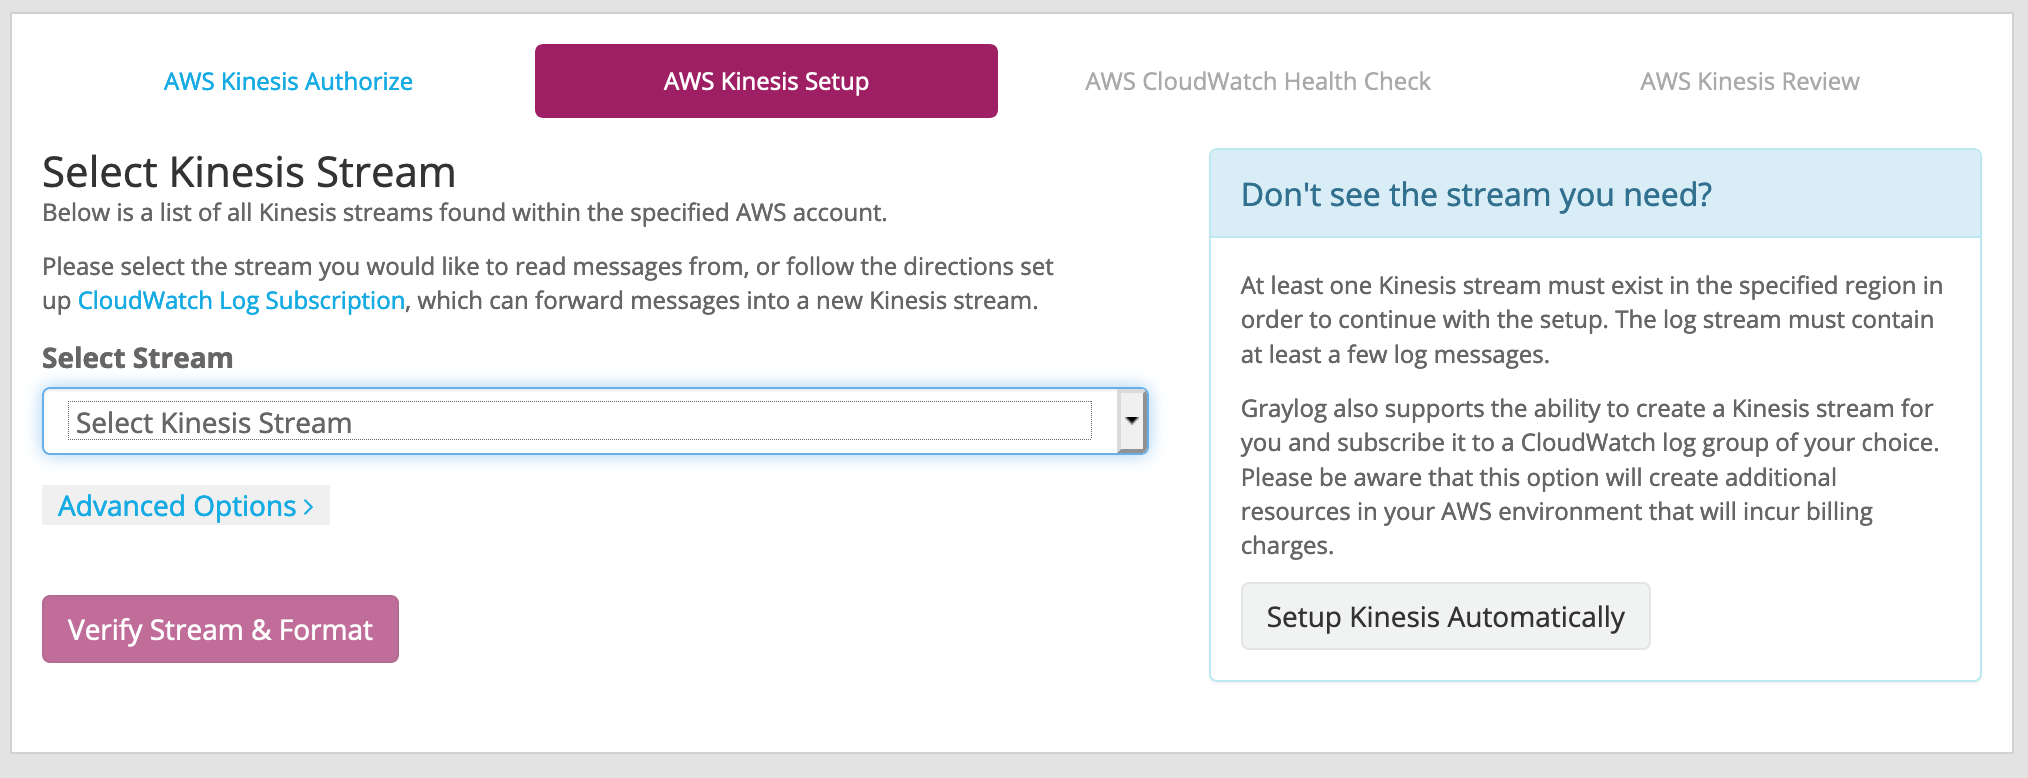 AWS Kinesis Authorize
AWS Kinesis Setup
AWS CloudWatch Health Check
AWS Kinesis Review
Select Kinesis Stream
Below is a list of all Kinesis streams found within the specified AWS account.
Please select the stream you would like to read messages from, or follow the directions set
up CloudWatch Log Subscription, which can forward messages into a new Kinesis stream.
Select Stream
Select Kinesis Stream
Advanced Options
Verify Stream & Format
Don't see the stream you need?
At least one Kinesis stream must exist in the specified region in
order to continue with the setup. The log stream must contain
at least a few log messages.
Graylog also supports the ability to create a Kinesis stream for
you and subscribe it to a CloudWatch log group of your choice.
Please be aware that this option will create additional
resources in your AWS environment that will incur billing
charges.
Setup Kinesis Automatically